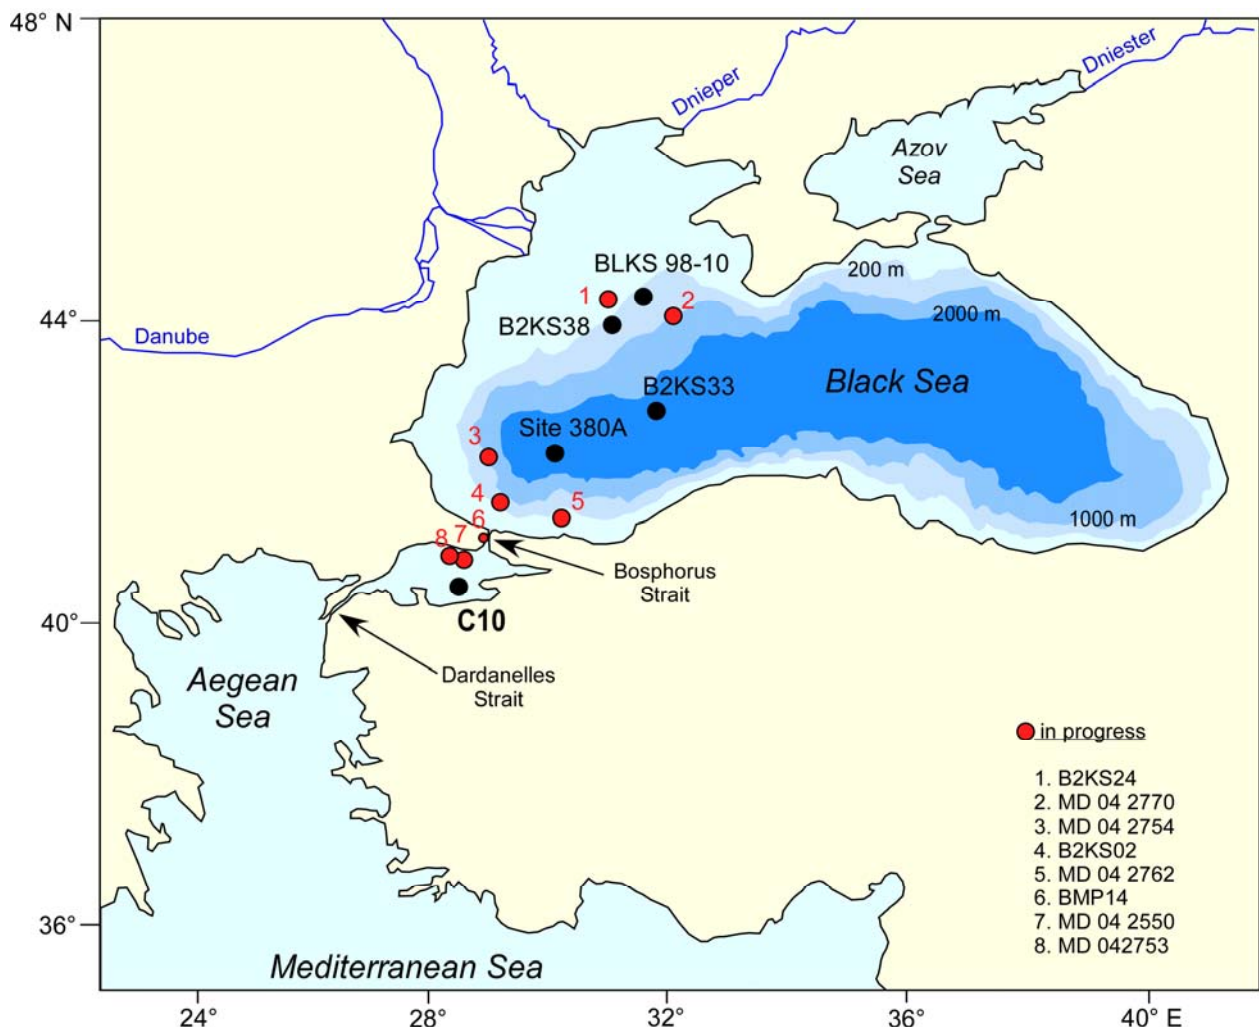 48° N
Dnieper
Dniester
Azov
Sea
BLKS 98-10
200 m
1
2
44°
B2KS38
2000 m
Danube
B2KS33
Black Sea
Site 380A
3
4
5
6
1000 m
8
7
Bosphorus
Strait
C10
40°
Dardanelles
Strait
Aegean
Sea
in progress
1. B2KS24
2. MD 04 2770
3. MD 04 2754
4. B2KS02
5. MD 04 2762
6. BMP14
7. MD 04 2550
8. MD 042753
36°
Mediterranean Sea
24°
28°
32°
36°
40° E